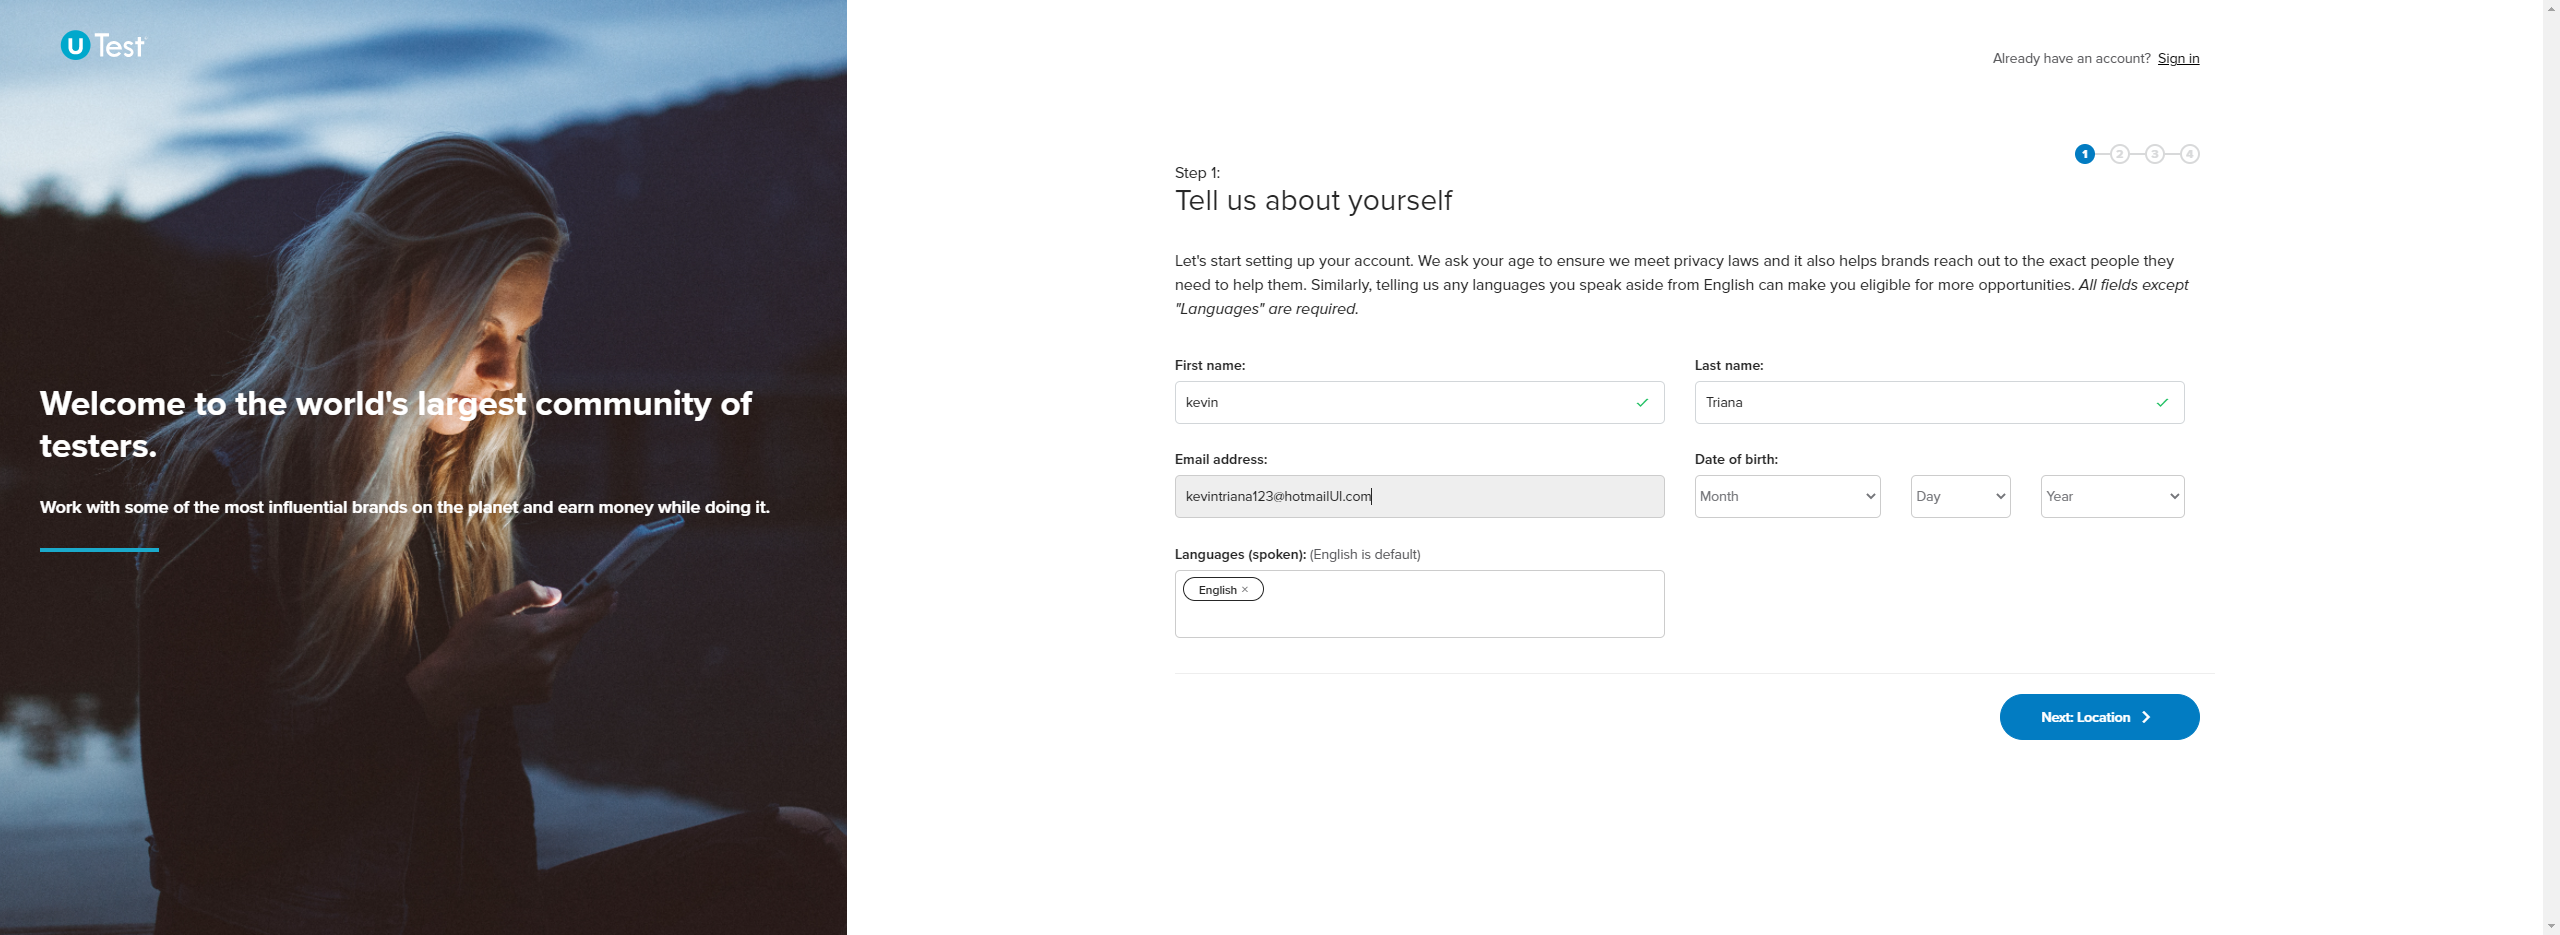 U Test
Welcome to the world's largest community of
testers.
Work with some of the most influential brands on the planet and earn money while doing it.
Already have an account? Sign in
1 2 3 4
Step 1:
Tell us about yourself
Let's start setting up your account. We ask your age to ensure we meet privacy laws and it also helps brands reach out to the exact people they
need to help them. Similarly, telling us any languages you speak aside from English can make you eligible for more opportunities. All fields except
"Languages" are required.
First name:
Last name:
kevin
Triana
Email address:
Date of birth:
kevintriana123@hotmailUI.com
Month
Day
Year
Languages (spoken): (English is default)
English ×
Next: Location